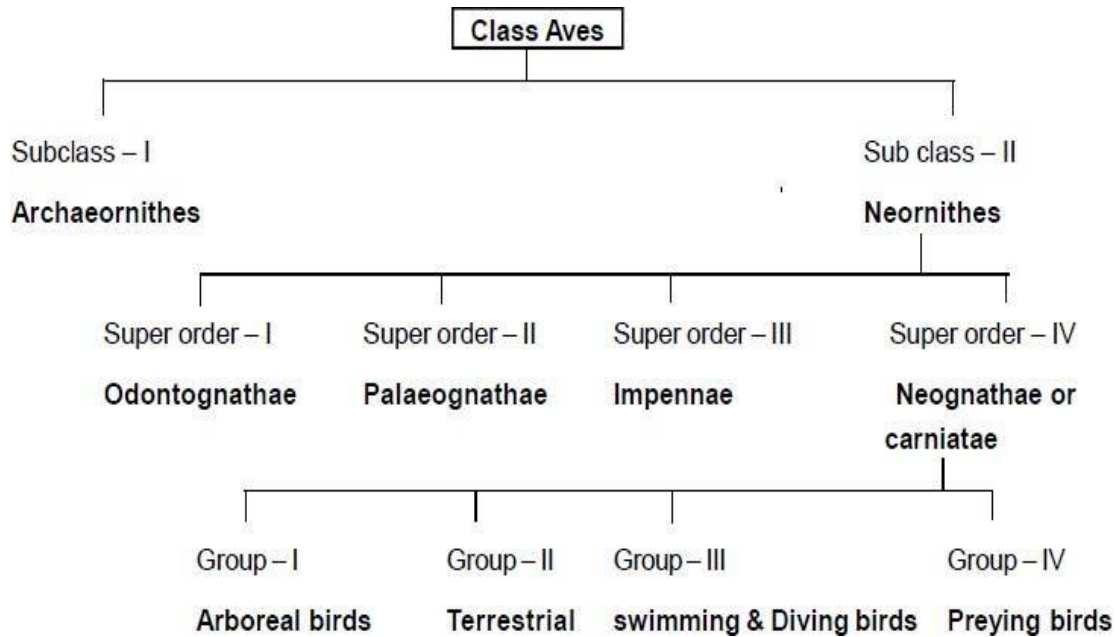 Class Aves
Subclass – I
Sub class – II
Archaeornithes
Neornithes
Super order – I
Super order – II
Super order – III
Super order – IV
Odontognathae
Palaeognathae
Impennae
Neognathae or
carniatae
Group – I
Group – II
Group – III
Group – IV
Arboreal birds
Terrestrial
swimming & Diving birds
Preying birds